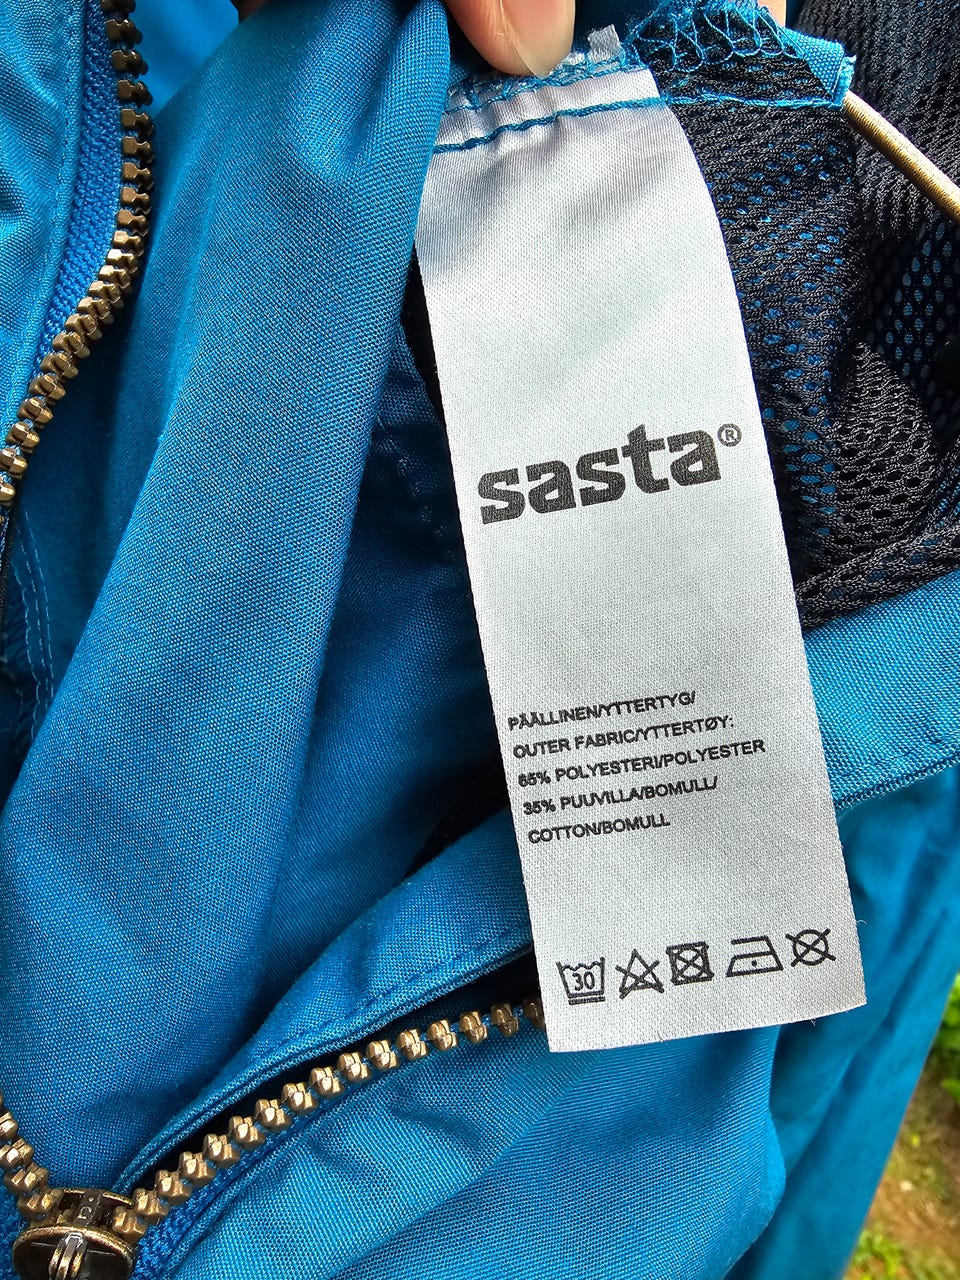 sasta®
PÄÄLLINEN/YTTERTYG/
OUTER FABRIC/YTTERTØY:
65% POLYESTERI/POLYESTER
35% PUUVILLA/BOMULL/
COTTON/BOMULL
30